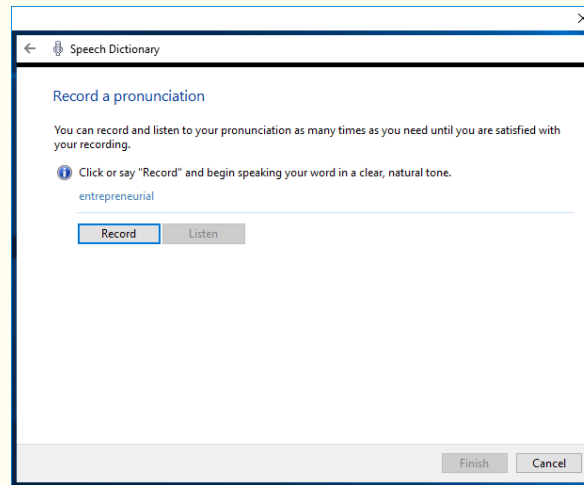 Speech Dictionary
Record a pronunciation
You can record and listen to your pronunciation as many times as you need until you are satisfied with
your recording.
Click or say "Record" and begin speaking your word in a clear, natural tone.
entrepreneurial
Record Listen
Finish Cancel